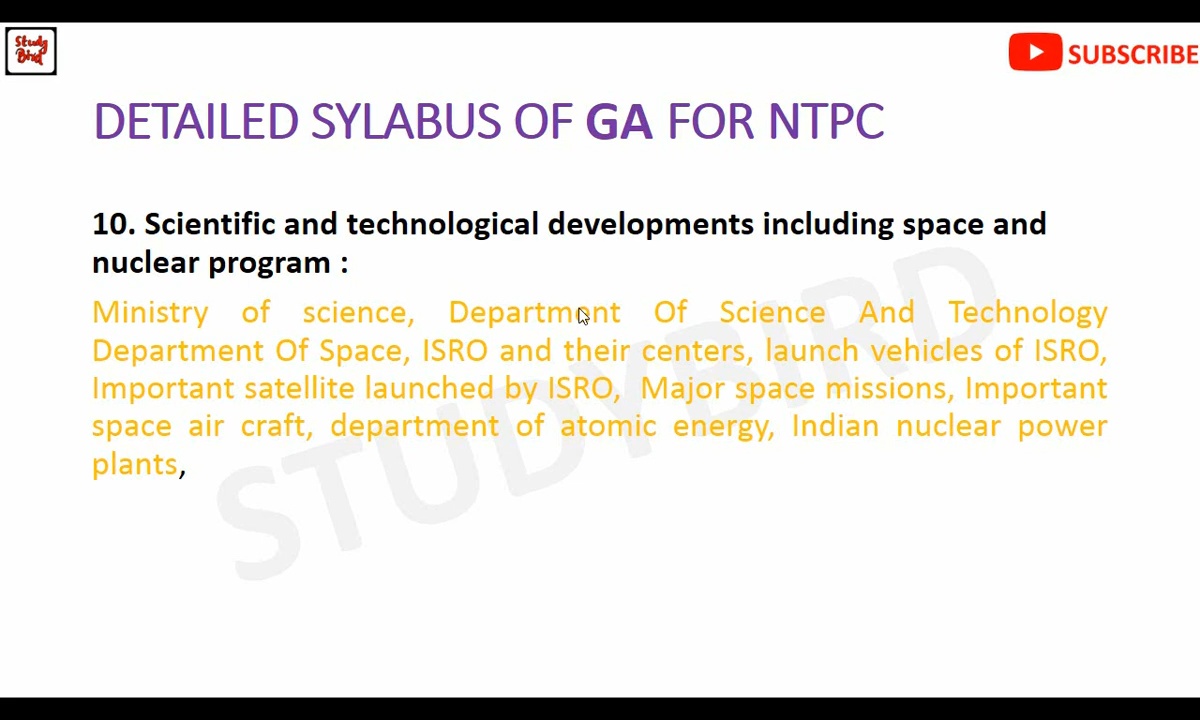 Study
Bird
SUBSCRIBE
DETAILED SYLABUS OF GA FOR NTPC
10. Scientific and technological developments including space and
nuclear program :
Ministry of science, Department Of Science And Technology
Department Of Space, ISRO and their centers, launch vehicles of ISRO,
Important satellite launched by ISRO, Major space missions, Important
space air craft, department of atomic energy, Indian nuclear power
plants,
STUDYBIRD